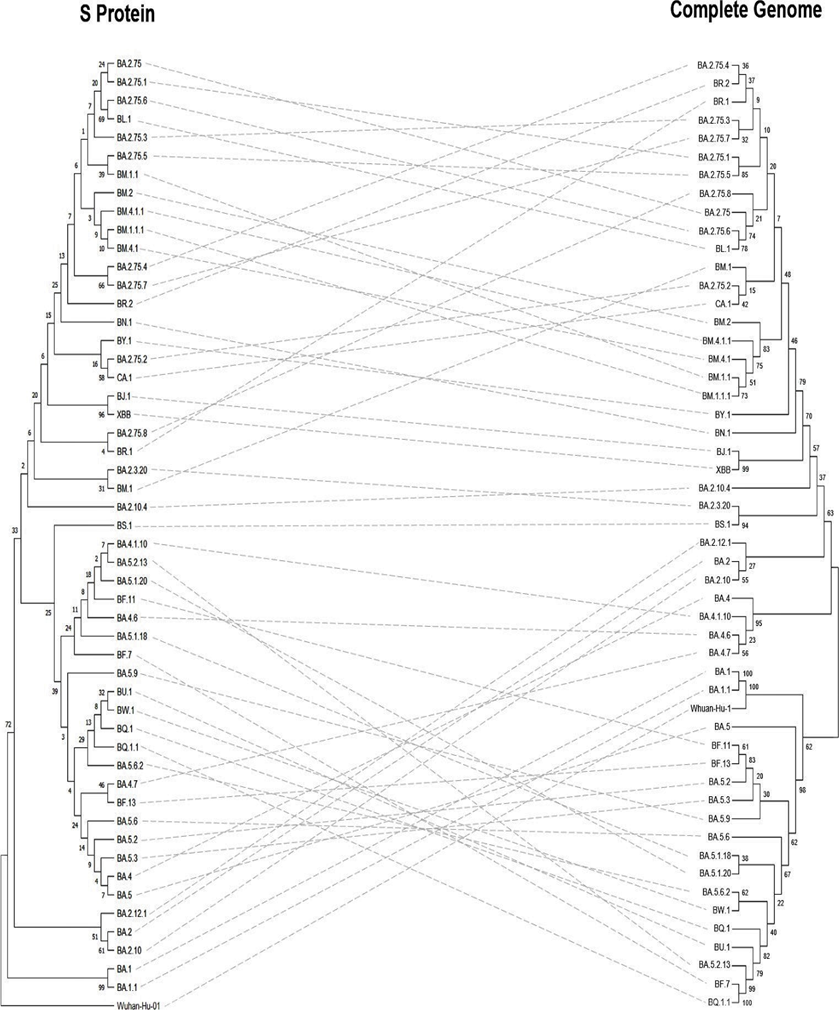 S Protein
Complete Genome
BA.2.75
BA.2.75.1
BA.2.75.6
BL.1
BA.2.75.3
BA.2.75.5
BM.1.1
BM.2
BM.4.1.1
BM.1.1.1
BM.4.1
BA.2.75.4
BA.2.75.7
BR.2
BN.1
BY.1
BA.2.75.2
CA.1
BJ.1
XBB
BA.2.75.8
BR.1
BA.2.3.20
BM.1
BA.2.10.4
BS.1
BA.4.1.10
BA.5.2.13
BA.5.1.20
BF.11
BA.4.6
BA.5.1.18
BF.7
BA.5.9
BU.1
BW.1
BQ.1
BQ.1.1
BA.5.6.2
BA.4.7
BF.13
BA.5.6
BA.5.2
BA.5.3
BA.4
BA.5
BA.2.12.1
BA.2
BA.2.10
BA.1
BA.1.1
Wuhan-Hu-01
24
20
7
69
1
6
39
3
9
10
7
66
13
25
15
16
58
6
96
20
4
6
31
2
33
7
2
18
8
11
24
25
39
32
8
13
29
3
72
4
46
24
14
9
4
7
51
61
99
BA.2.75.4
BR.2
BR.1
BA.2.75.3
BA.2.75.7
BA.2.75.1
BA.2.75.5
BA.2.75.8
BA.2.75
BA.2.75.6
BL.1
BM.1
BA.2.75.2
CA.1
BM.2
BM.4.1.1
BM.4.1
BM.1.1
BM.1.1.1
BY.1
BN.1
BJ.1
XBB
BA.2.10.4
BA.2.3.20
BS.1
BA.2.12.1
BA.2
BA.2.10
BA.4
BA.4.1.10
BA.4.6
BA.4.7
BA.1
BA.1.1
Whuan-Hu-1
BA.5
BF.11
BF.13
BA.5.2
BA.5.3
BA.5.9
BA.5.6
BA.5.1.18
BA.5.1.20
BA.5.6.2
BW.1
BQ.1
BU.1
BA.5.2.13
BF.7
BQ.1.1
36
37
9
32
10
20
85
21
74
78
7
15
42
48
83
75
51
73
46
79
70
99
57
37
94
63
27
55
95
23
56
100
100
62
98
61
83
20
30
62
67
38
22
62
40
82
79
99
100